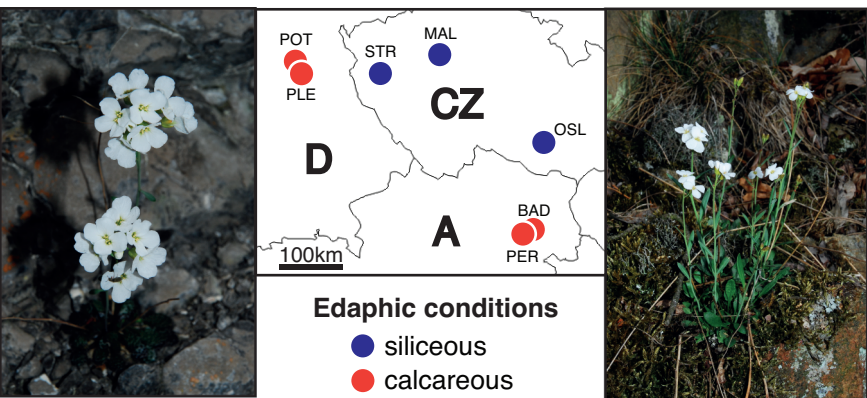 POT
PLE
STR
MAL
CZ
OSL
D
A
BAD
PER
100km
Edaphic conditions
siliceous
calcareous